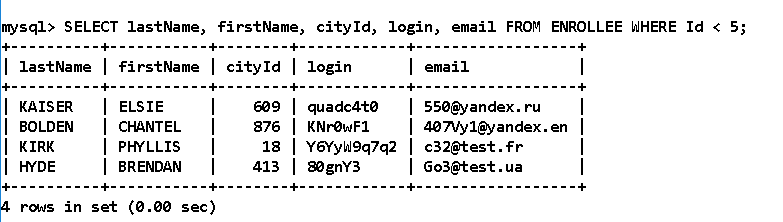 mysql> SELECT lastName, firstName, cityId, login, email FROM ENROLLEE WHERE Id < 5;
+----------+-----------+--------+------------+-----------------+
| lastName | firstName | cityId | login      | email           |
+----------+-----------+--------+------------+-----------------+
| KAISER   | ELSIE     |    609 | quadc4t0   | 550@yandex.ru   |
| BOLDEN   | CHANTEL   |    876 | KNr0wF1    | 407Vy1@yandex.en |
| KIRK     | PHYLLIS   |     18 | Y6YyW9q7q2 | c32@test.fr     |
| HYDE     | BRENDAN   |    413 | 80gnY3     | Go3@test.ua     |
+----------+-----------+--------+------------+-----------------+
4 rows in set (0.00 sec)